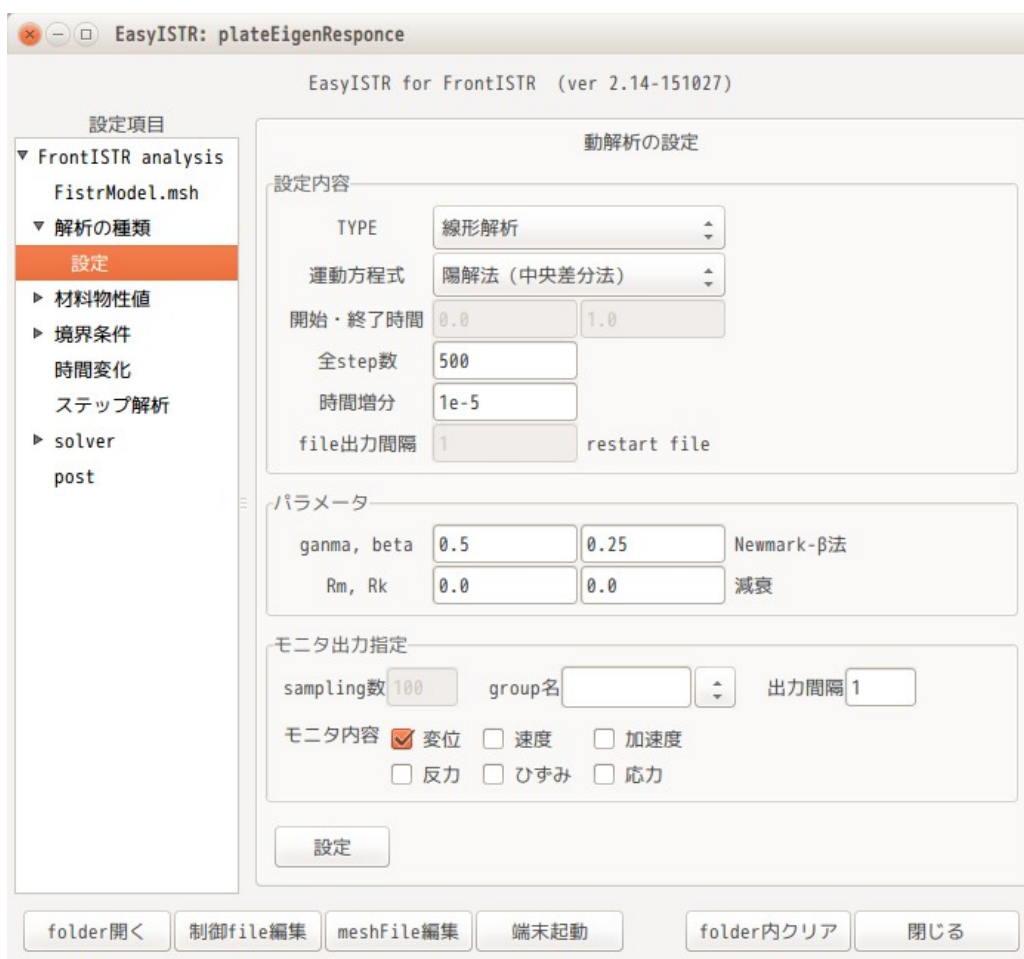 EasyISTR: plateEigenResponce
EasyISTR for FrontISTR (ver 2.14-151027)
設定項目
FrontISTR analysis
FistrModel.msh
解析の種類
設定
材料物性値
境界条件
時間変化
ステップ解析
solver
post
動解析の設定
設定内容
TYPE 線形解析
運動方程式 陽解法（中央差分法）
開始・終了時間 0.0 1.0
全step数 500
時間増分 1e-5
file出力間隔 1 restart file
パラメータ
ganma, beta 0.5 0.25 Newmark-β法
Rm, Rk 0.0 0.0 減衰
モニタ出力指定
sampling数 100 group名 出力間隔 1
モニタ内容 変位 速度 加速度
反力 ひずみ 応力
設定
folder開く 制御file編集 meshFile編集 端末起動 folder内クリア 閉じる